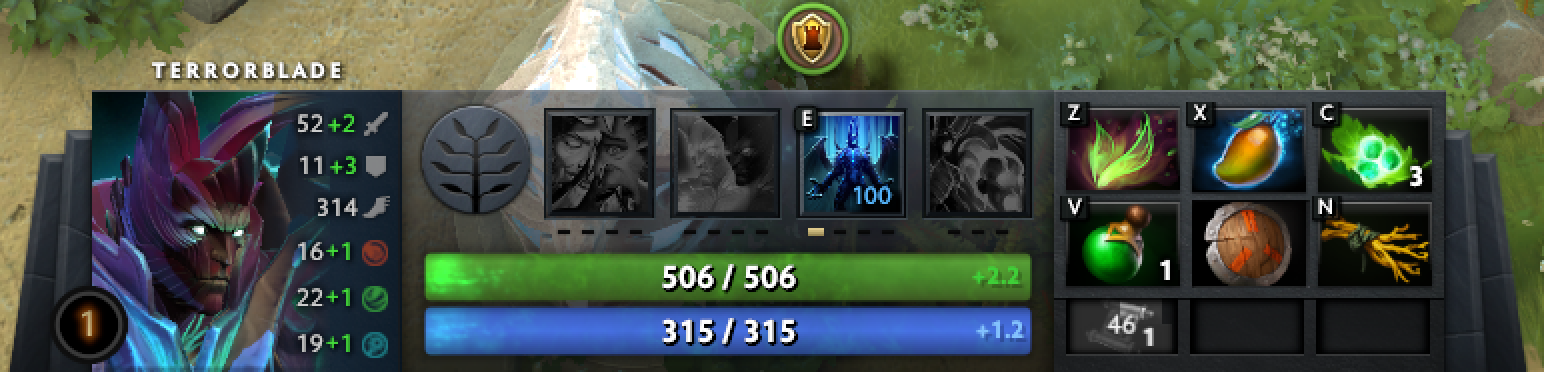 TERRORBLADE
52 +2
11 +3
314
16 +1
22 +1
19 +1
1
E
100
506 / 506 +2.2
315 / 315 +1.2
Z X C 3
V 1 N
46 1